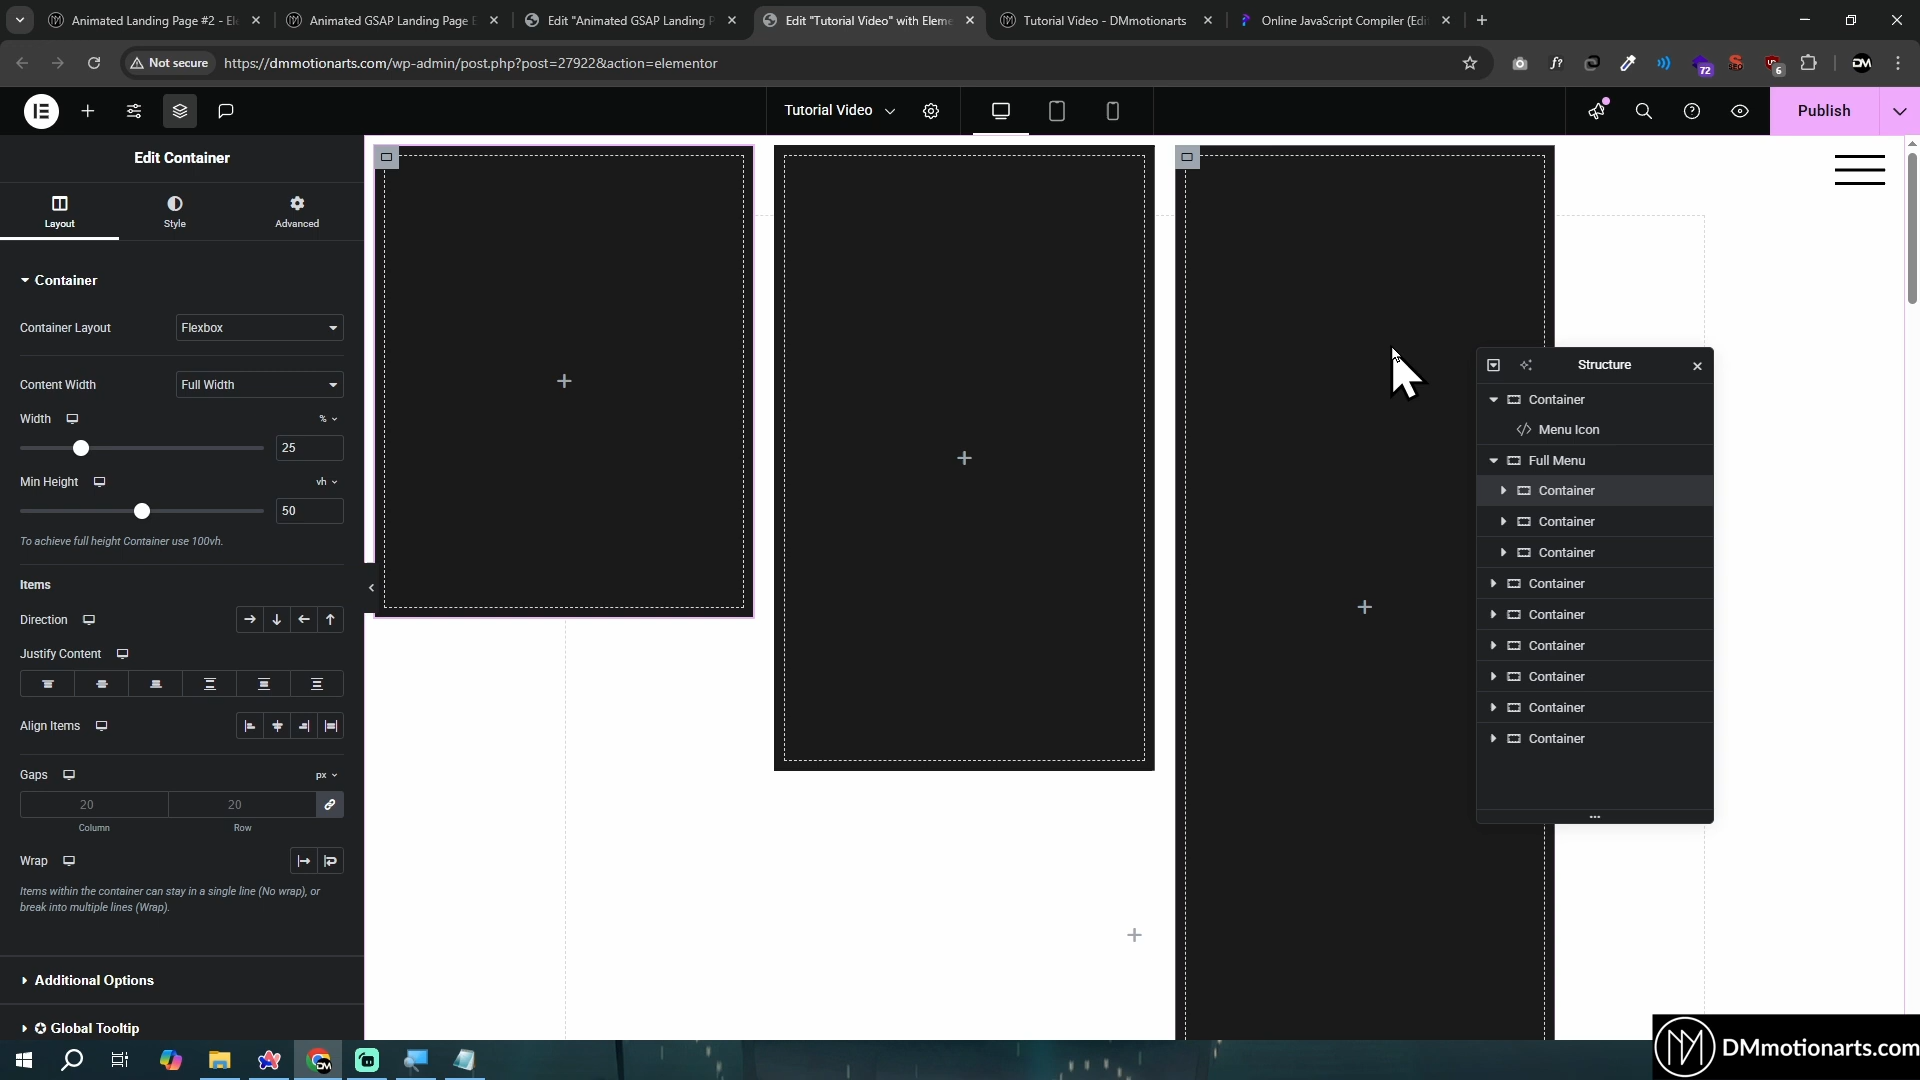 Animated Landing Page #2 - El
Animated GSAP Landing Page E
Edit "Animated GSAP Landing P
Edit "Tutorial Video" with Eleme
Tutorial Video - DMmotionarts
Online JavaScript Compiler (Edi
Not secure
https://dmmotionarts.com/wp-admin/post.php?post=27922&action=elementor
f?
72
SEO
6
DM
Tutorial Video
Publish
Edit Container
Layout
Style
Advanced
Container
Container Layout
Flexbox
Content Width
Full Width
Width
%
25
Min Height
vh
50
To achieve full height Container use 100vh.
Items
Direction
Justify Content
Align Items
Gaps
px
20
20
Column
Row
Wrap
Items within the container can stay in a single line (No wrap), or
break into multiple lines (Wrap).
Additional Options
Global Tooltip
Structure
Container
Menu Icon
Full Menu
Container
Container
Container
Container
Container
Container
Container
Container
Container
DMmotionarts.com